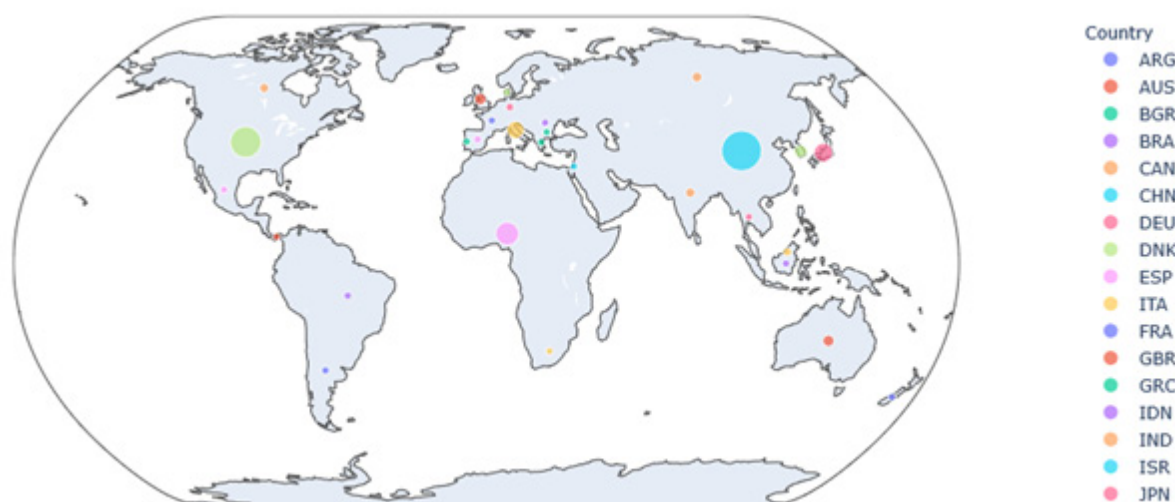 Country
ARG
AUS
BGR
BRA
CAN
CHN
DEU
DNK
ESP
ITA
FRA
GBR
GRC
IDN
IND
ISR
JPN